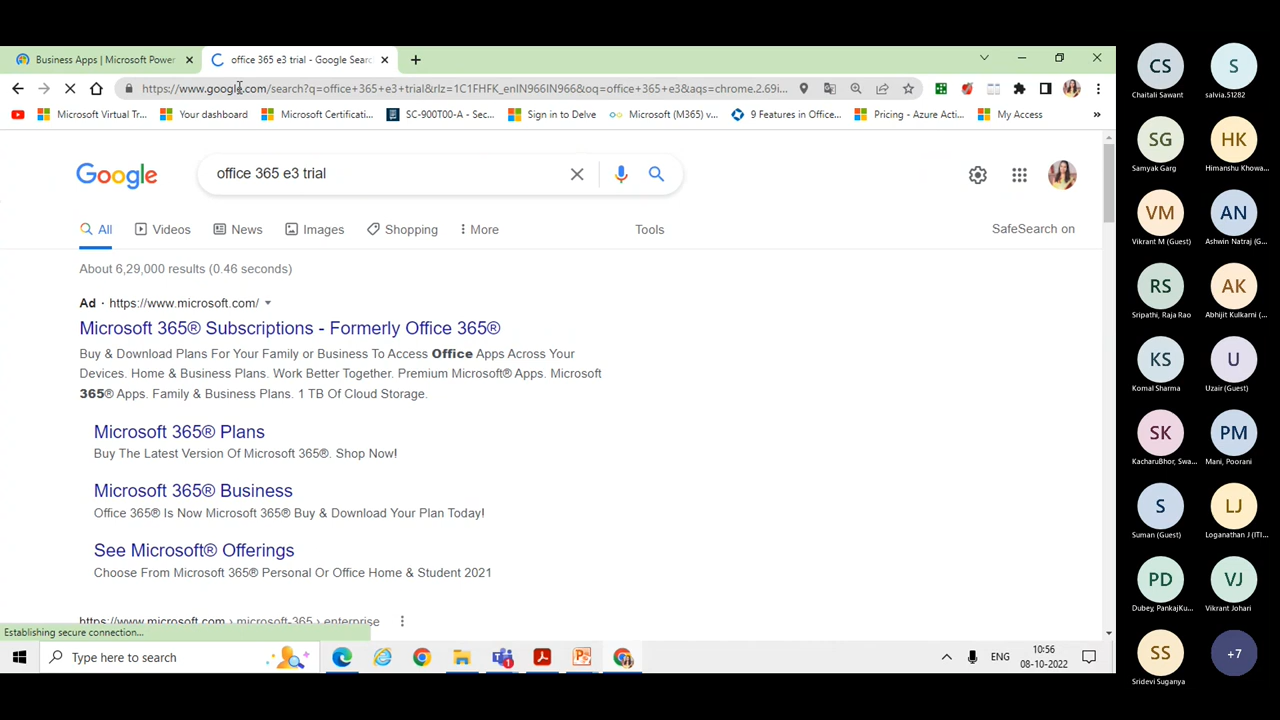 Business Apps | Microsoft Power
office 365 e3 trial - Google Sear
https://www.google.com/search?q=office+365+e3+trial&rlz=1C1FHFK_enIN966IN966&oq=office+365+e3&aqs=chrome.2.69i...
Microsoft Virtual Tr...
Your dashboard
Microsoft Certificati...
SC-900T00-A - Sec...
Sign in to Delve
Microsoft (M365) v...
9 Features in Office...
Pricing - Azure Acti...
My Access
»
Google
office 365 e3 trial
All
Videos
News
Images
Shopping
More
Tools
SafeSearch on
About 6,29,000 results (0.46 seconds)
Ad · https://www.microsoft.com/
Microsoft 365® Subscriptions - Formerly Office 365®
Buy & Download Plans For Your Family or Business To Access Office Apps Across Your
Devices. Home & Business Plans. Work Better Together. Premium Microsoft® Apps. Microsoft
365® Apps. Family & Business Plans. 1 TB Of Cloud Storage.
Microsoft 365® Plans
Buy The Latest Version Of Microsoft 365®. Shop Now!
Microsoft 365® Business
Office 365® Is Now Microsoft 365® Buy & Download Your Plan Today!
See Microsoft® Offerings
Choose From Microsoft 365® Personal Or Office Home & Student 2021
https://www.microsoft.com › microsoft-365 › enterprise
Establishing secure connection...
Type here to search
ENG
10:56
08-10-2022
CS
Chaitali Sawant
S
salvia.51282
SG
Samyak Garg
HK
Himanshu Khowa...
VM
Vikrant M (Guest)
AN
Ashwin Natraj (G...
RS
Sripathi, Raja Rao
AK
Abhijit Kulkarni (...
KS
Komal Sharma
U
Uzair (Guest)
SK
KacharuBhor, Swa...
PM
Mani, Poorani
S
Suman (Guest)
LJ
Loganathan J (ITI...
PD
Dubey, PankajKu...
VJ
Vikrant Johari
SS
Sridevi Suganya
+7